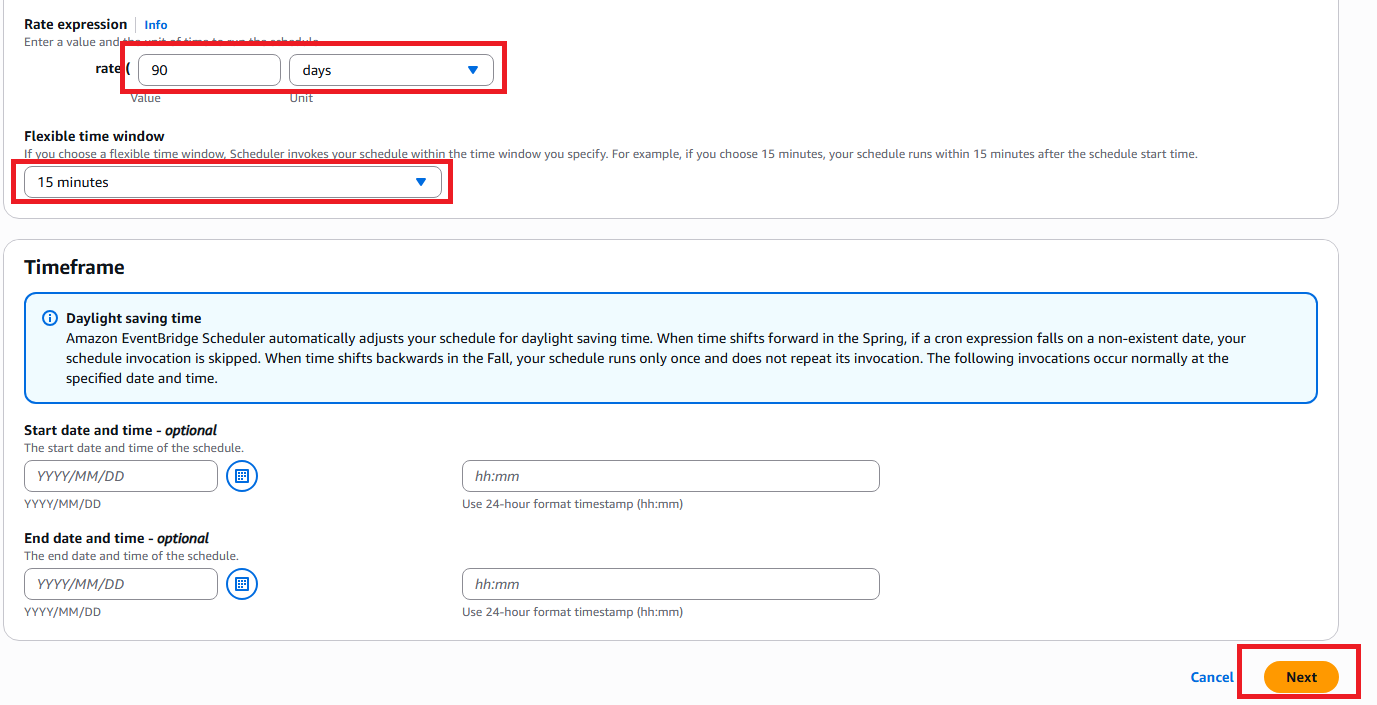 Rate expression Info
Enter a value and the unit of time to run the schedule.
rate ( 90 days
Value Unit
Flexible time window
If you choose a flexible time window, Scheduler invokes your schedule within the time window you specify. For example, if you choose 15 minutes, your schedule runs within 15 minutes after the schedule start time.
15 minutes
Timeframe
Daylight saving time
Amazon EventBridge Scheduler automatically adjusts your schedule for daylight saving time. When time shifts forward in the Spring, if a cron expression falls on a non-existent date, your
schedule invocation is skipped. When time shifts backwards in the Fall, your schedule runs only once and does not repeat its invocation. The following invocations occur normally at the
specified date and time.
Start date and time - optional
The start date and time of the schedule.
YYYY/MM/DD hh:mm
YYYY/MM/DD Use 24-hour format timestamp (hh:mm)
End date and time - optional
The end date and time of the schedule.
YYYY/MM/DD hh:mm
YYYY/MM/DD Use 24-hour format timestamp (hh:mm)
Cancel Next